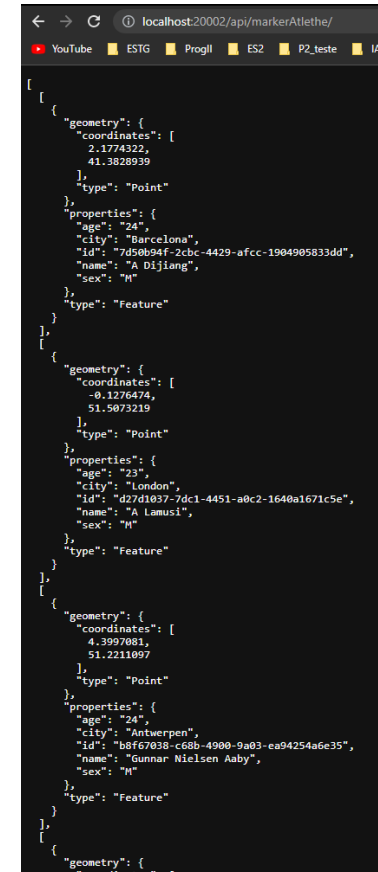 localhost:20002/api/markerAtlethe/
YouTube ESTG ProgII ES2 P2_teste IA
[
[
{
"geometry": {
"coordinates": [
2.1774322,
41.3828939
],
"type": "Point"
},
"properties": {
"age": "24",
"city": "Barcelona",
"id": "7d50b94f-2cbc-4429-afcc-1904905833dd",
"name": "A Dijiang",
"sex": "M"
},
"type": "Feature"
}
],
[
{
"geometry": {
"coordinates": [
-0.1276474,
51.5073219
],
"type": "Point"
},
"properties": {
"age": "23",
"city": "London",
"id": "d27d1037-7dc1-4451-a0c2-1640a1671c5e",
"name": "A Lamusi",
"sex": "M"
},
"type": "Feature"
}
],
[
{
"geometry": {
"coordinates": [
4.3997081,
51.2211097
],
"type": "Point"
},
"properties": {
"age": "24",
"city": "Antwerpen",
"id": "b8f67038-c68b-4900-9a03-ea94254a6e35",
"name": "Gunnar Nielsen Aaby",
"sex": "M"
},
"type": "Feature"
}
],
[
{
"geometry": {